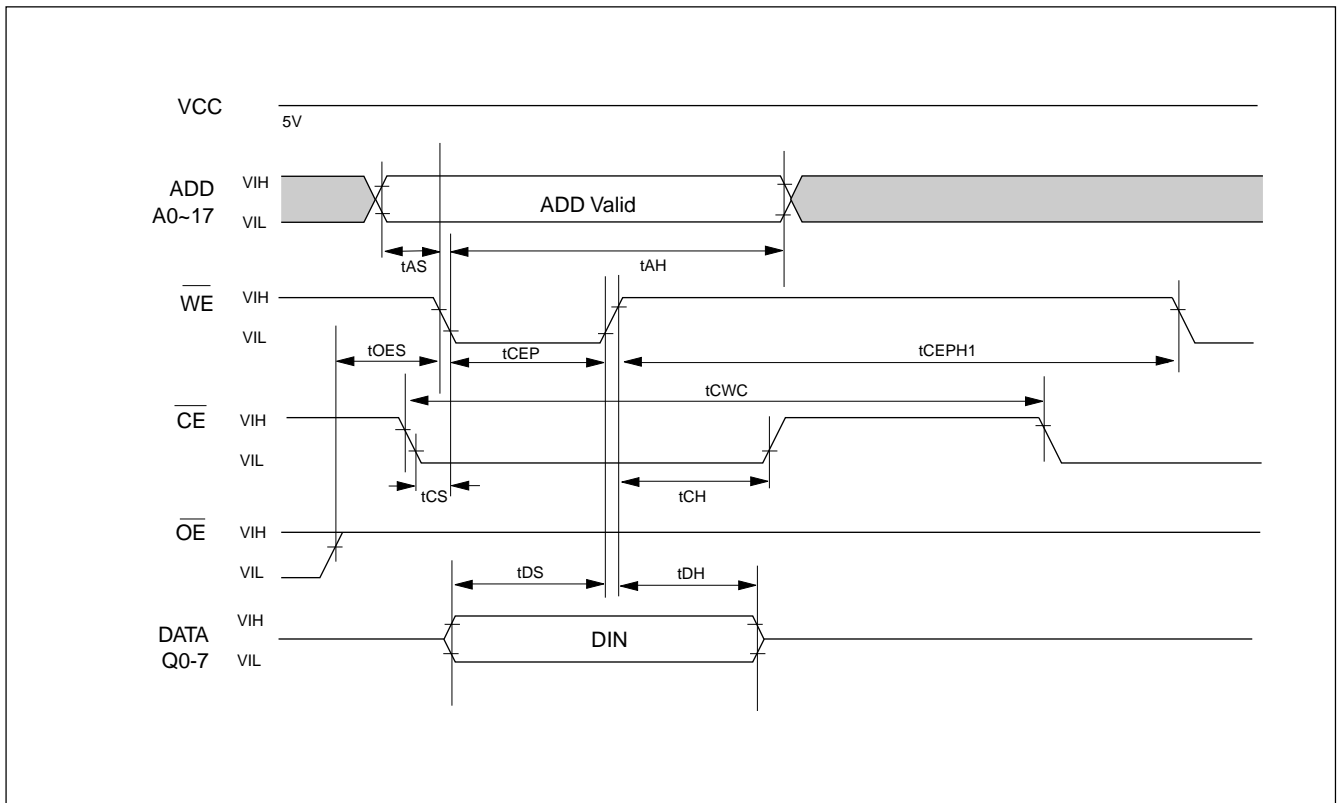 VCC
5V
ADD
A0~17
VIH
VIL
ADD Valid
tAS
tAH
WE
VIH
VIL
tOES
tCEP
tCEPH1
tCWC
CE
VIH
VIL
tCS
tCH
OE
VIH
VIL
tDS
tDH
DATA
Q0-7
VIH
VIL
DIN